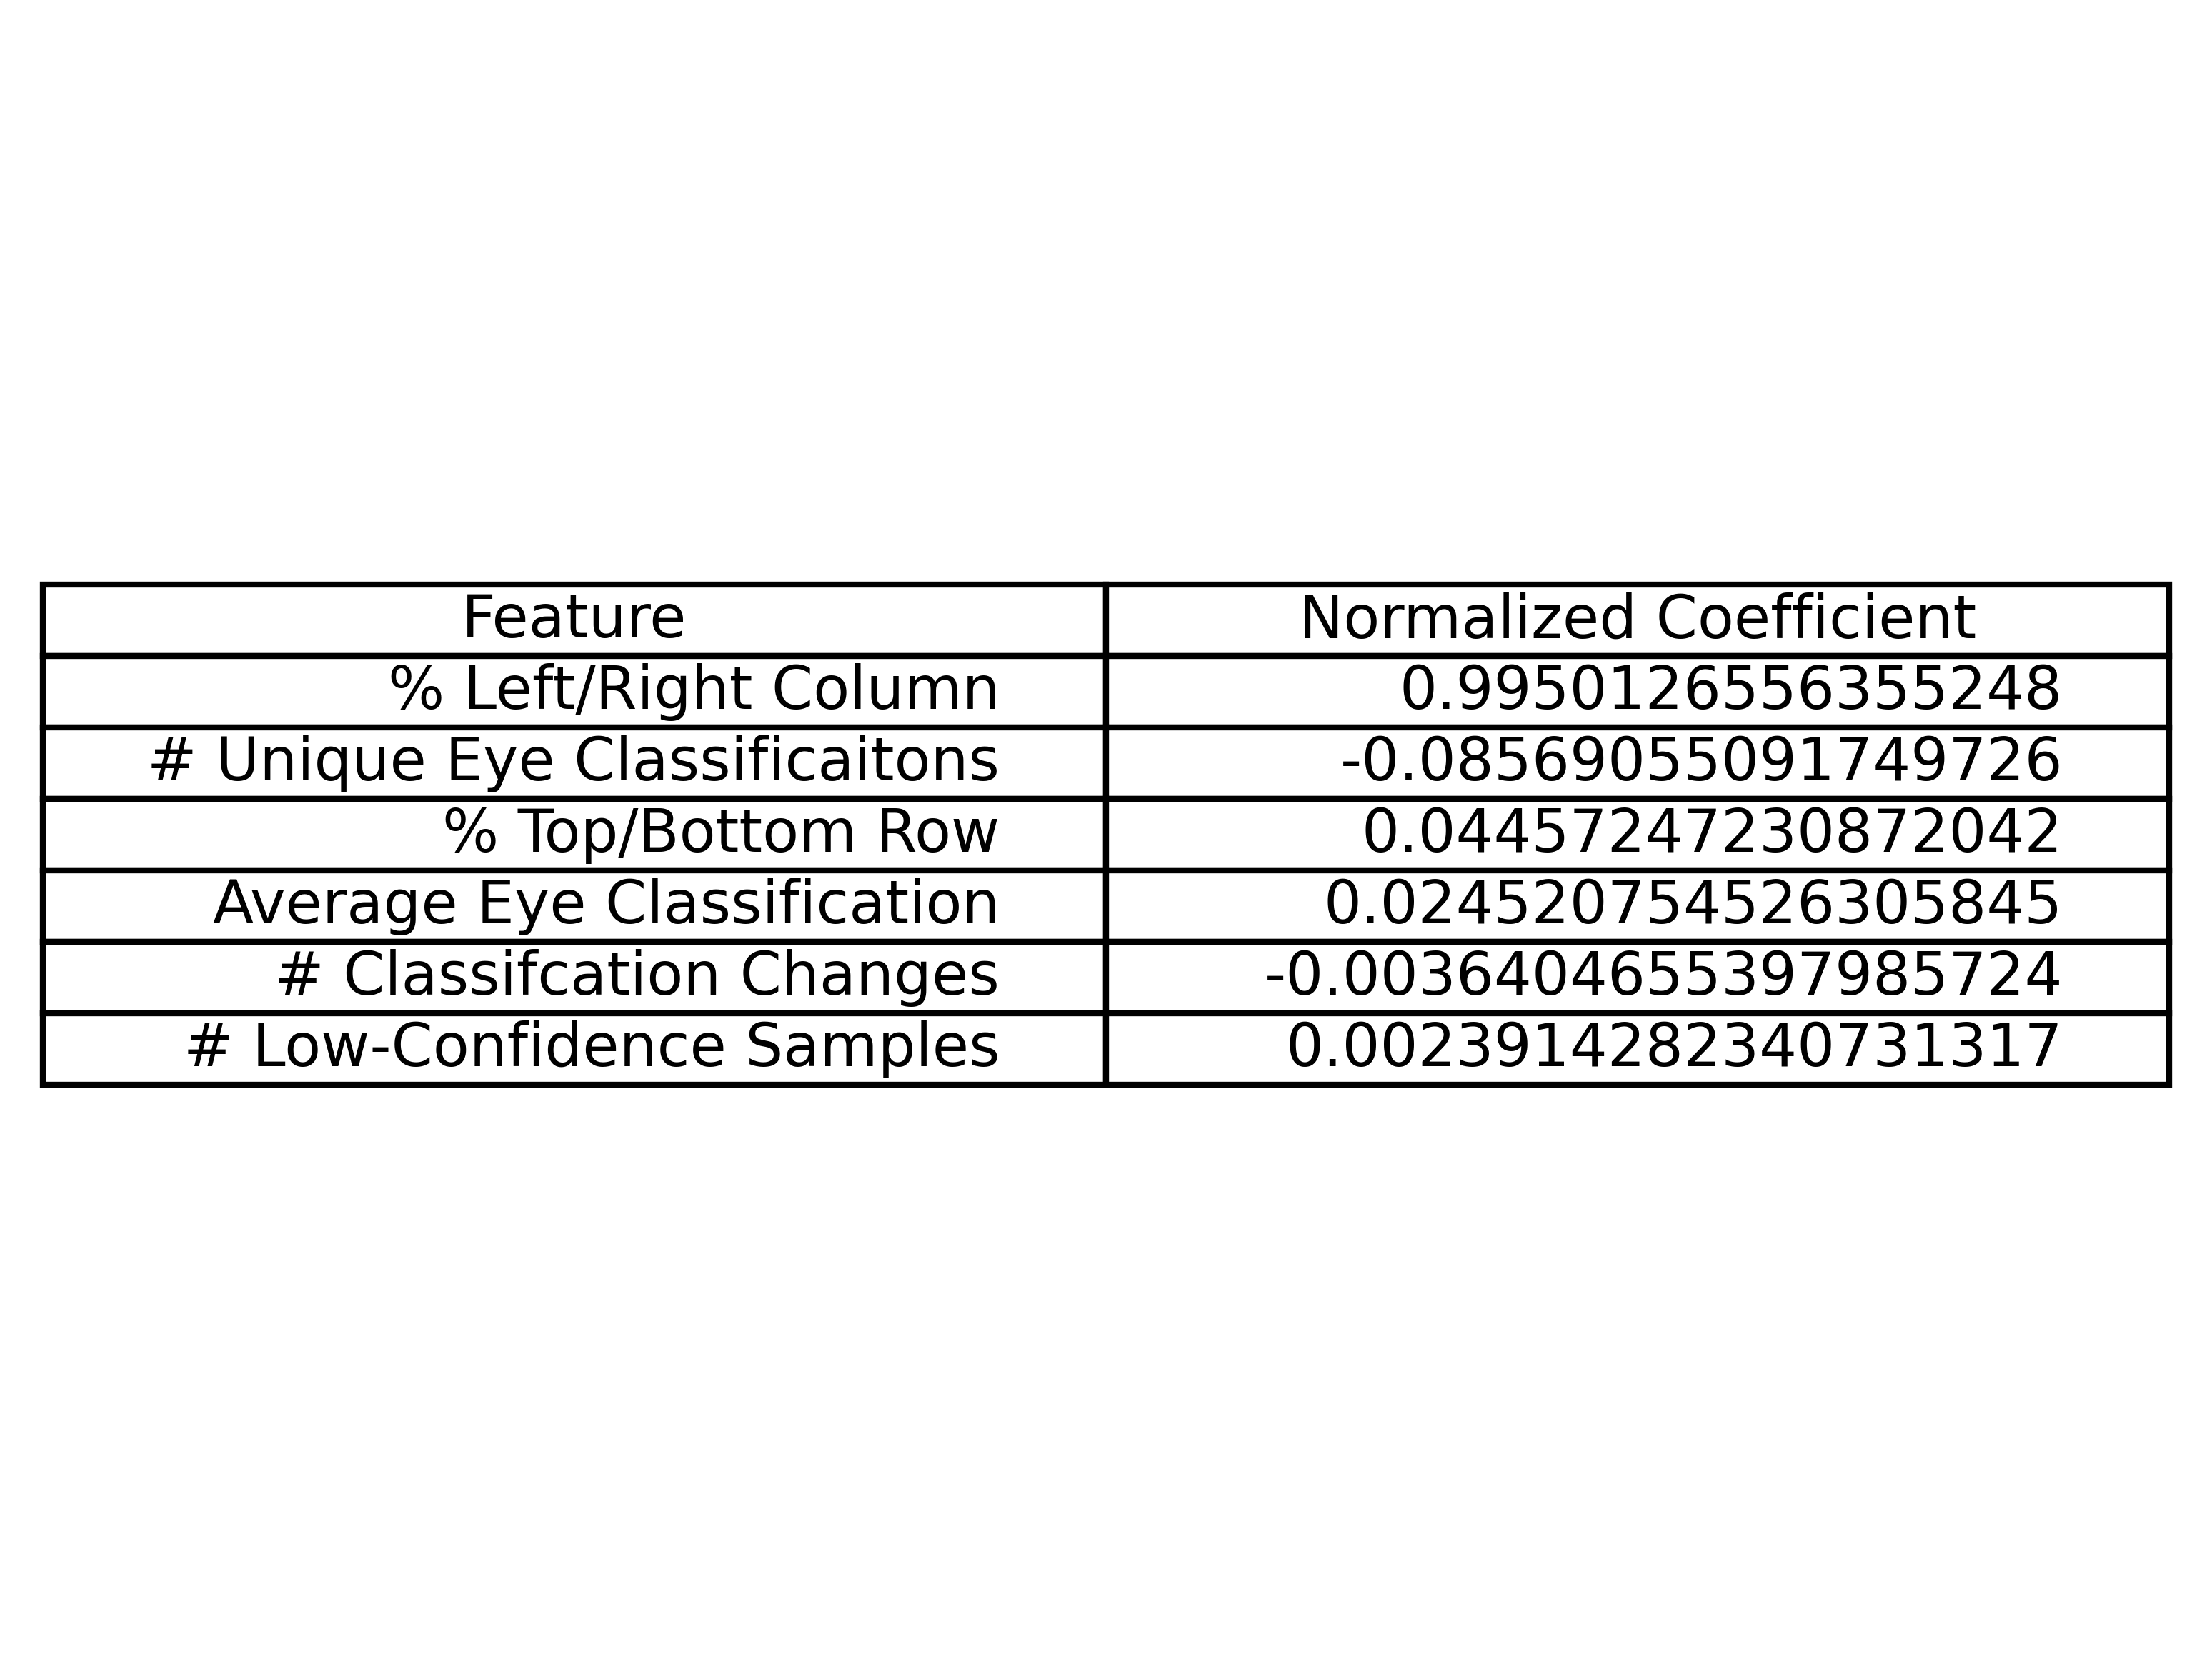 Feature Normalized Coefficient
% Left/Right Column 0.9950126556355248
# Unique Eye Classificaitons -0.08569055091749726
% Top/Bottom Row 0.04457247230872042
Average Eye Classification 0.024520754526305845
# Classifcation Changes -0.0036404655397985724
# Low-Confidence Samples 0.0023914282340731317